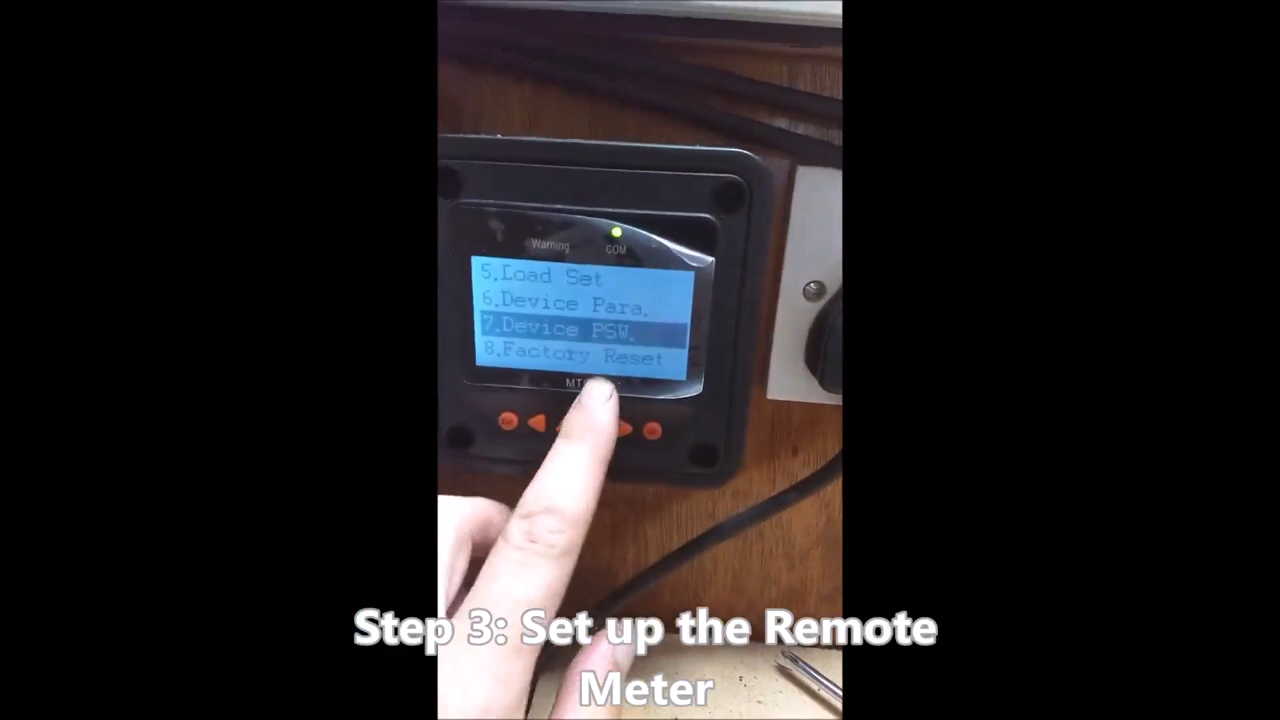 Warning
COM
5.Load Set
6.Device Para.
7.Device PSW.
8.Factory Reset
MT
Step 3: Set up the Remote
Meter